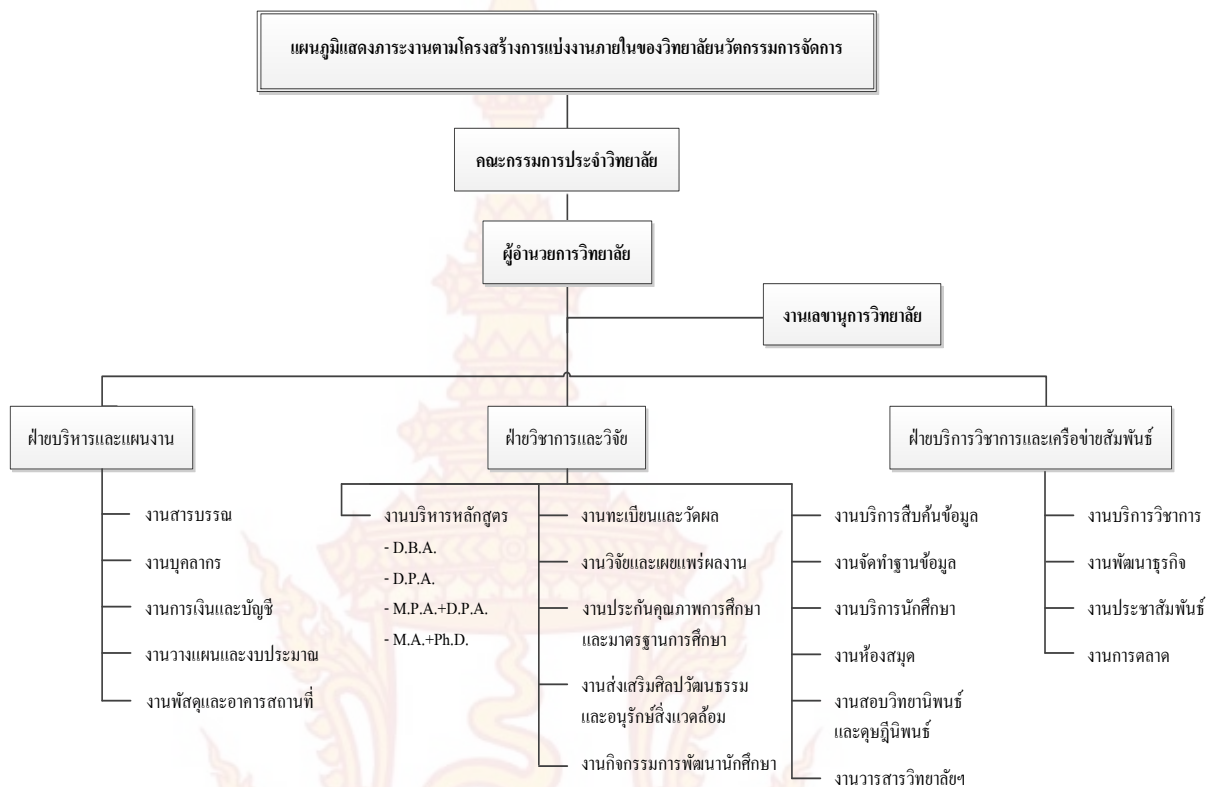 แผนภูมิแสดงภาระงานตามโครงสร้างการแบ่งงานภายในของวิทยาลัยนวัตกรรมการจัดการ
คณะกรรมการประจำวิทยาลัย
ผู้อำนวยการวิทยาลัย
งานเลขานุการวิทยาลัย
ฝ่ายบริหารและแผนงาน
งานสารบรรณ
งานบุคลากร
งานการเงินและบัญชี
งานวางแผนและงบประมาณ
งานพัสดุและอาคารสถานที่
ฝ่ายวิชาการและวิจัย
งานบริหารหลักสูตร
- D.B.A.
- D.P.A.
- M.P.A.+D.P.A.
- M.A.+Ph.D.
งานทะเบียนและวัดผล
งานวิจัยและเผยแพร่ผลงาน
งานประกันคุณภาพการศึกษา
และมาตรฐานการศึกษา
งานส่งเสริมศิลปวัฒนธรรม
และอนุรักษ์สิ่งแวดล้อม
งานกิจกรรมการพัฒนานักศึกษา
งานบริการสืบค้นข้อมูล
งานจัดทำฐานข้อมูล
งานบริการนักศึกษา
งานห้องสมุด
งานสอบวิทยานิพนธ์
และดุษฎีนิพนธ์
งานวารสารวิทยาลัยฯ
ฝ่ายบริการวิชาการและเครือข่ายสัมพันธ์
งานบริการวิชาการ
งานพัฒนาธุรกิจ
งานประชาสัมพันธ์
งานการตลาด